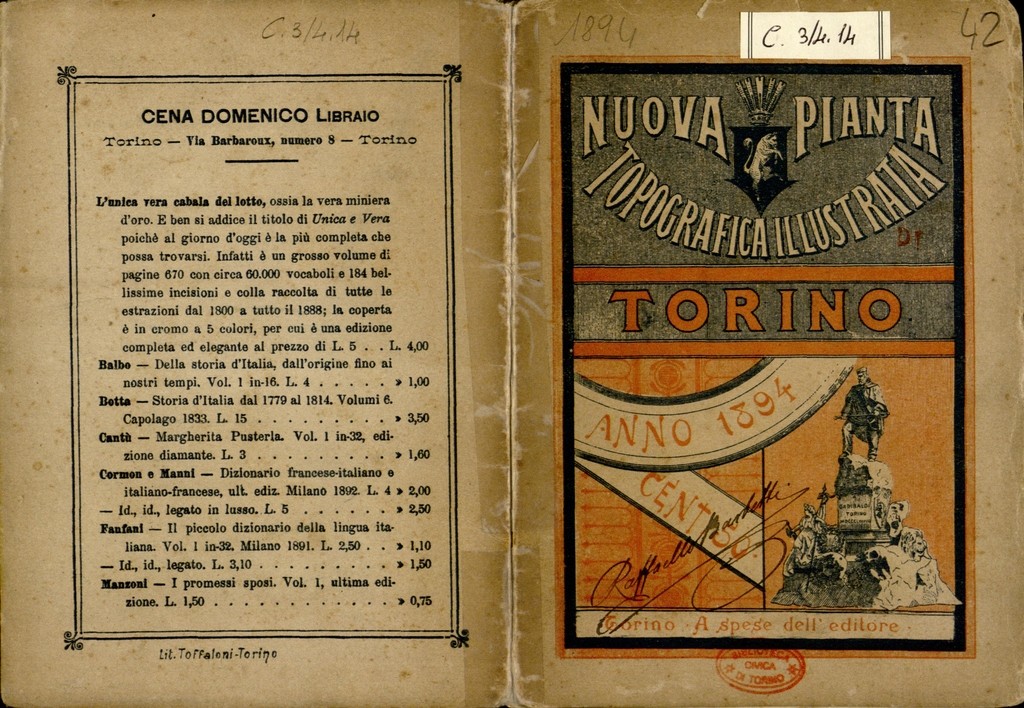 C. 3/4.14
CENA DOMENICO LIBRAIO
Torino — Via Barbaroux, numero 8 — Torino
L'unica vera cabala del lotto, ossia la vera miniera
d'oro. E ben si addice il titolo di Unica e Vera
poichè al giorno d'oggi è la più completa che
possa trovarsi. Infatti è un grosso volume di
pagine 670 con circa 60.000 vocaboli e 184 bel-
lissime incisioni e colla raccolta di tutte le
estrazioni dal 1800 a tutto il 1888; la coperta
è in cromo a 5 colori, per cui è una edizione
completa ed elegante al prezzo di L. 5 . . L. 4,00
Balbo — Della storia d'Italia, dall'origine fino ai
nostri tempi. Vol. 1 in-16. L. 4 . . . . . » 1,00
Botta — Storia d'Italia dal 1779 al 1814. Volumi 6.
Capolago 1833. L. 15 . . . . . . . . . » 3,50
Cantù — Margherita Pusterla. Vol. 1 in-32, edi-
zione diamante. L. 3 . . . . . . . . . » 1,60
Cormon e Manni — Dizionario francese-italiano e
italiano-francese, ult. ediz. Milano 1892. L. 4 » 2,00
— Id., id., legato in lusso. L. 5 . . . . . . » 2,50
Fanfani — Il piccolo dizionario della lingua ita-
liana. Vol. 1 in-32. Milano 1891. L. 2,50 . . » 1,10
— Id., id., legato. L. 3,10 . . . . . . . . » 1,50
Manzoni — I promessi sposi. Vol. 1, ultima edi-
zione. L. 1,50 . . . . . . . . . . . . » 0,75
Lit. Toffaloni-Torino
1894
C. 3/4.14
42
NUOVA PIANTA
TOPOGRAFICA ILLUSTRATA
DI
TORINO
ANNO 1894
CENT. 50
Raffaello Bardelli
GARIBALDI
TORINO
Torino · A spese dell'editore ·
BIBLIOTECA
CIVICA
DI TORINO